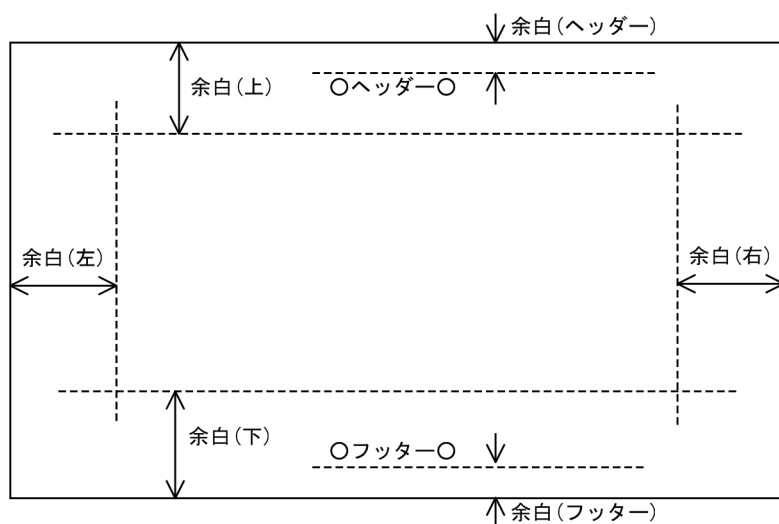 余白(ヘッダー)
余白(上)
○ヘッダー○
余白(左)
余白(右)
余白(下)
○フッター○
余白(フッター)